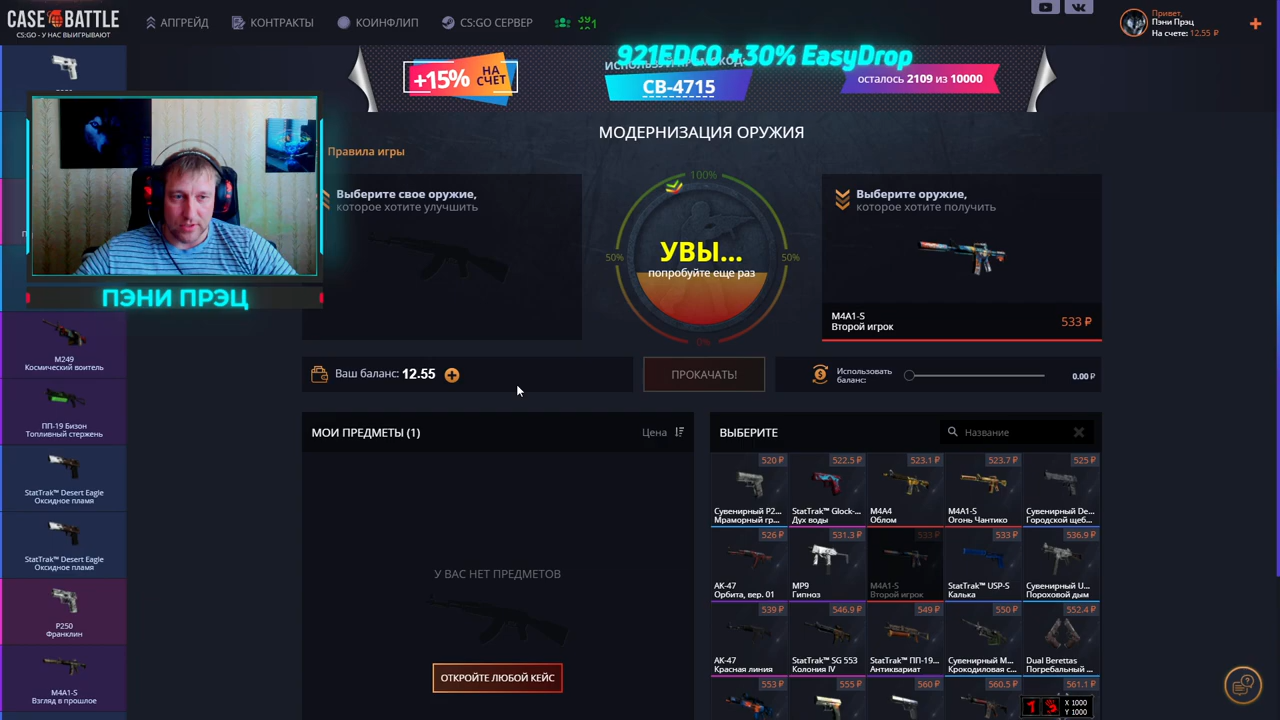 CASE BATTLE
CS:GO - У НАС ВЫИГРЫВАЮТ
АПГРЕЙД
КОНТРАКТЫ
КОИНФЛИП
CS:GO СЕРВЕР
Привет,
Пэни Прэц
На счете: 12.55 ₽
921EDC0 +30% EasyDrop
+15% НА СЧЕТ
CB-4715
осталось 2109 из 10000
МОДЕРНИЗАЦИЯ ОРУЖИЯ
Правила игры
Выберите свое оружие,
которое хотите улучшить
100%
50%
50%
0%
УВЫ...
попробуйте еще раз
Выберите оружие,
которое хотите получить
M4A1-S
Второй игрок
533 ₽
ПЭНИ ПРЭЦ
Ваш баланс: 12.55
ПРОКАЧАТЬ!
Использовать
баланс:
0.00 ₽
M249
Космический воитель
ПП-19 Бизон
Топливный стержень
StatTrak™ Desert Eagle
Оксидное пламя
StatTrak™ Desert Eagle
Оксидное пламя
P250
Франклин
M4A1-S
Взгляд в прошлое
МОИ ПРЕДМЕТЫ (1)
Цена
У ВАС НЕТ ПРЕДМЕТОВ
ОТКРОЙТЕ ЛЮБОЙ КЕЙС
ВЫБЕРИТЕ
Название
520 ₽
522.5 ₽
523.1 ₽
523.7 ₽
525 ₽
Сувенирный P2...
Мраморный гр...
StatTrak™ Glock-...
Дух воды
M4A4
Облом
M4A1-S
Огонь Чантико
Сувенирный De...
Городской щеб...
526 ₽
531.3 ₽
533 ₽
533 ₽
536.9 ₽
AK-47
Орбита, вер. 01
MP9
Гипноз
M4A1-S
Второй игрок
StatTrak™ USP-S
Калька
Сувенирный U...
Пороховой дым
539 ₽
546.9 ₽
549 ₽
550 ₽
552.4 ₽
AK-47
Красная линия
StatTrak™ SG 553
Колония IV
StatTrak™ ПП-19...
Антиквариат
Сувенирный M...
Крокодиловая с...
Dual Berettas
Погребальный ...
553 ₽
555 ₽
560 ₽
560.5 ₽
561.1 ₽
X 1000
Y 1000